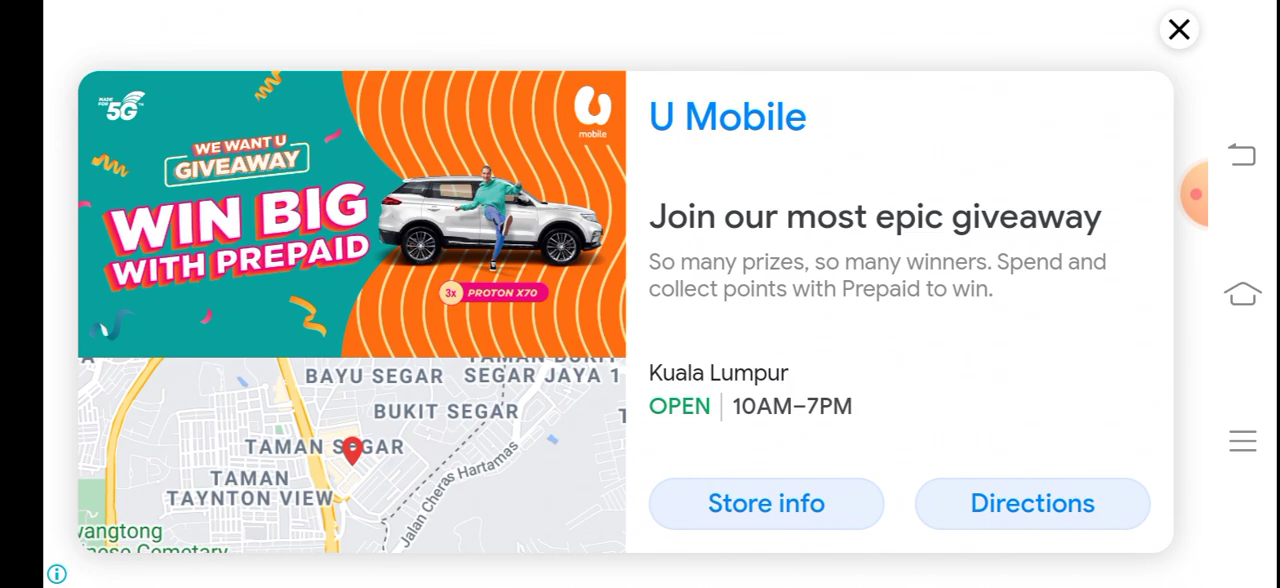 MADE FOR 5G
mobile
WE WANT U
GIVEAWAY
WIN BIG
WITH PREPAID
3x PROTON X70
U Mobile
Join our most epic giveaway
So many prizes, so many winners. Spend and
collect points with Prepaid to win.
Kuala Lumpur
OPEN 10AM–7PM
Store info
Directions
TAMAN BUKIT
BAYU SEGAR
SEGAR JAYA 1
BUKIT SEGAR
TAMAN SEGAR
TAMAN
TAYNTON VIEW
Jalan Cheras Hartamas